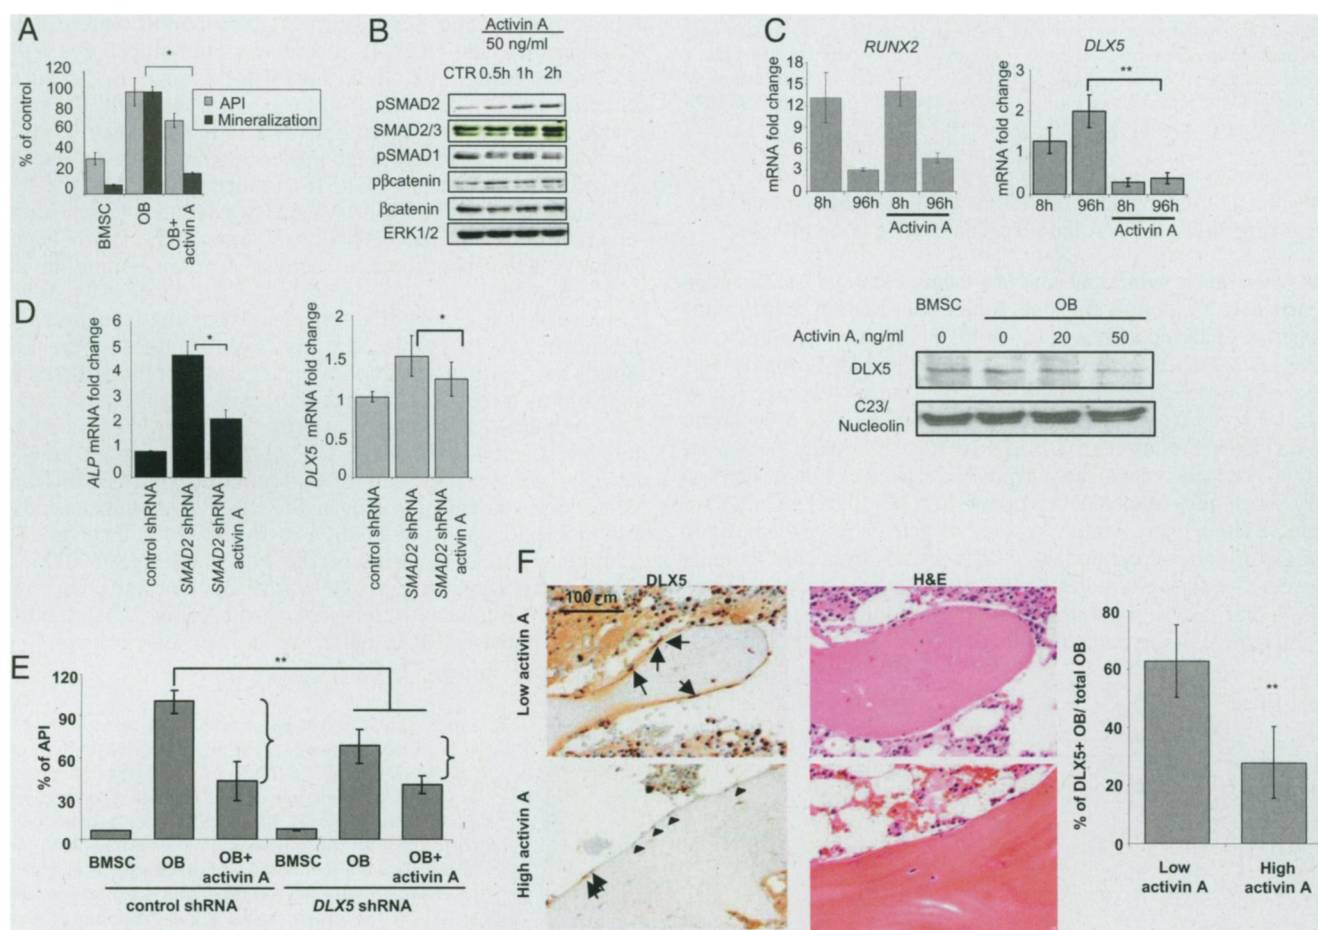 A
120
100
80
60
40
20
0
% of control
*
API
Mineralization
BMSC
OB
OB+
activin A
B
Activin A
50 ng/ml
CTR 0.5h 1h 2h
pSMAD2
SMAD2/3
pSMAD1
pβcatenin
βcatenin
ERK1/2
C
RUNX2
mRNA fold change
18
15
12
9
6
3
0
8h 96h 8h 96h
Activin A
DLX5
mRNA fold change
3
2
1
0
**
8h 96h 8h 96h
Activin A
BMSC OB
Activin A, ng/ml 0 0 20 50
DLX5
C23/
Nucleolin
D
ALP mRNA fold change
6
5
4
3
2
1
0
*
control shRNA
SMAD2 shRNA
SMAD2 shRNA
activin A
DLX5 mRNA fold change
2
1.5
1
0.5
0
*
control shRNA
SMAD2 shRNA
SMAD2 shRNA
activin A
E
% of API
120
90
60
30
0
**
BMSC OB OB+
activin A
BMSC OB OB+
activin A
control shRNA DLX5 shRNA
F
DLX5 H&E
Low activin A
High activin A
% of DLX5+ OB/ total OB
80
60
40
20
0
**
Low
activin A
High
activin A